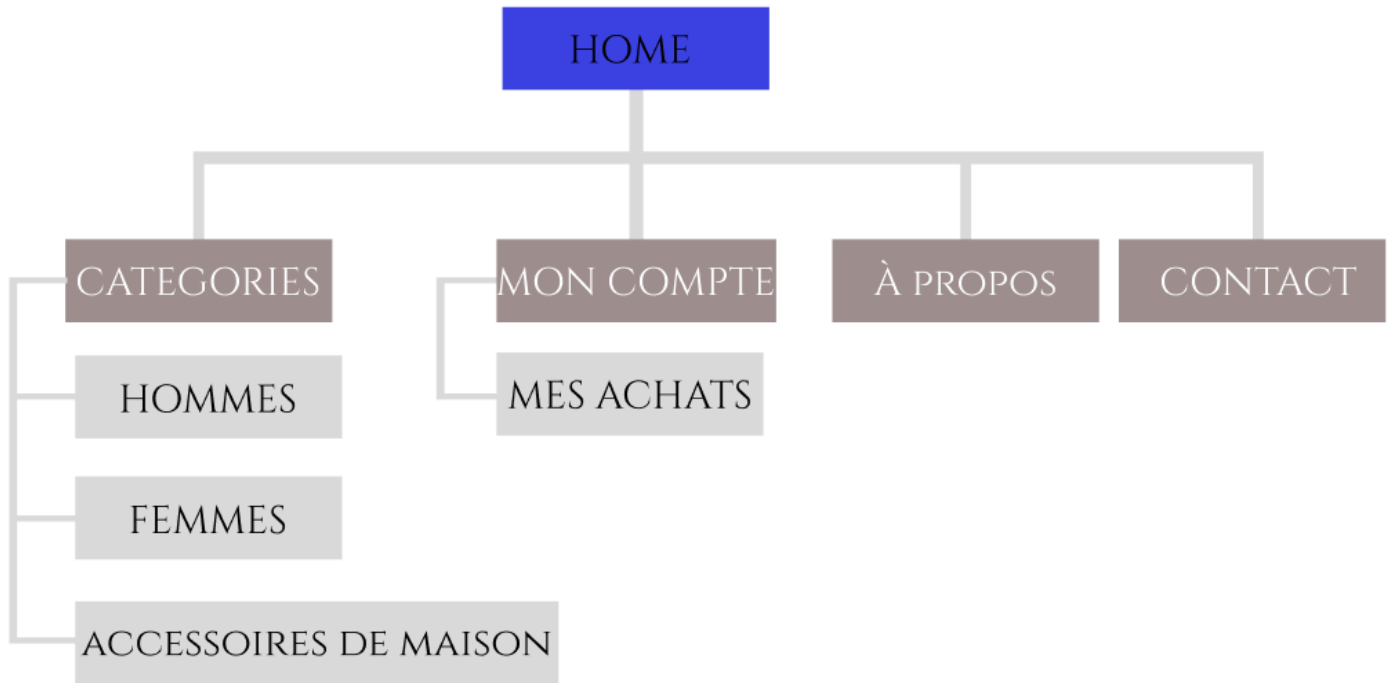 HOME
CATEGORIES
MON COMPTE
À PROPOS
CONTACT
HOMMES
MES ACHATS
FEMMES
ACCESSOIRES DE MAISON